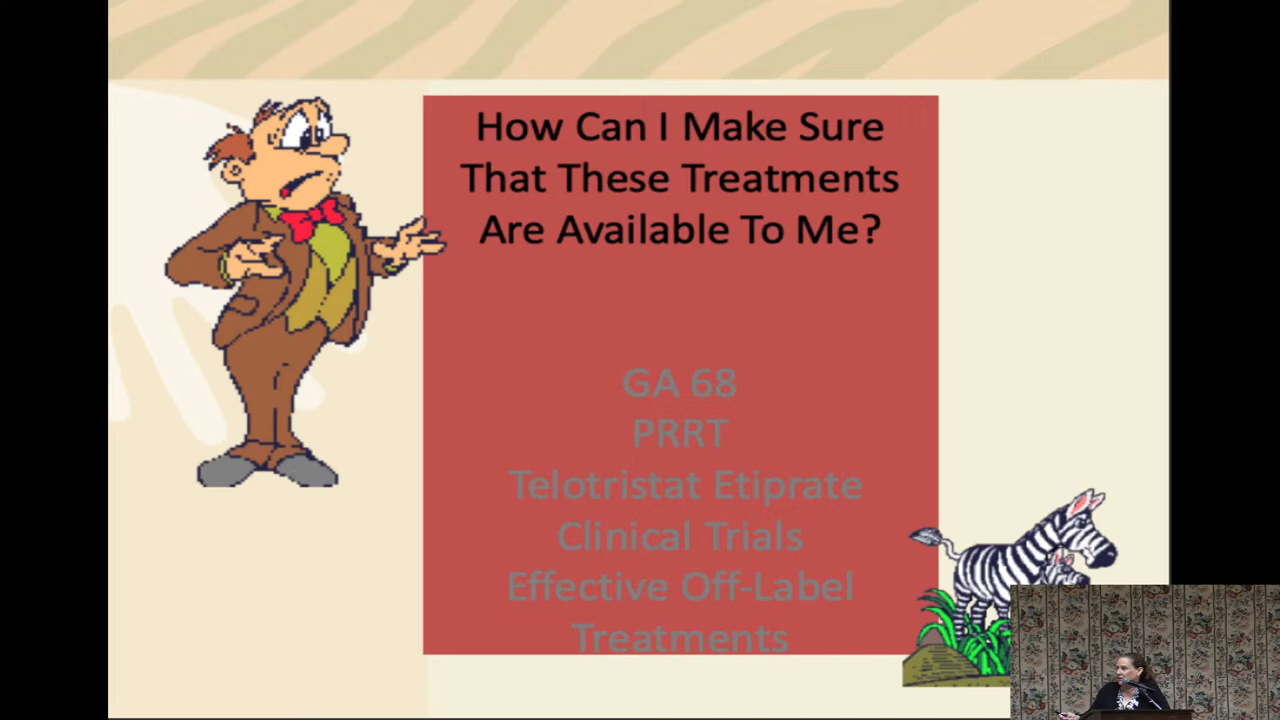 How Can I Make Sure
That These Treatments
Are Available To Me?
GA 68
PRRT
Telotristat Etiprate
Clinical Trials
Effective Off-Label
Treatments